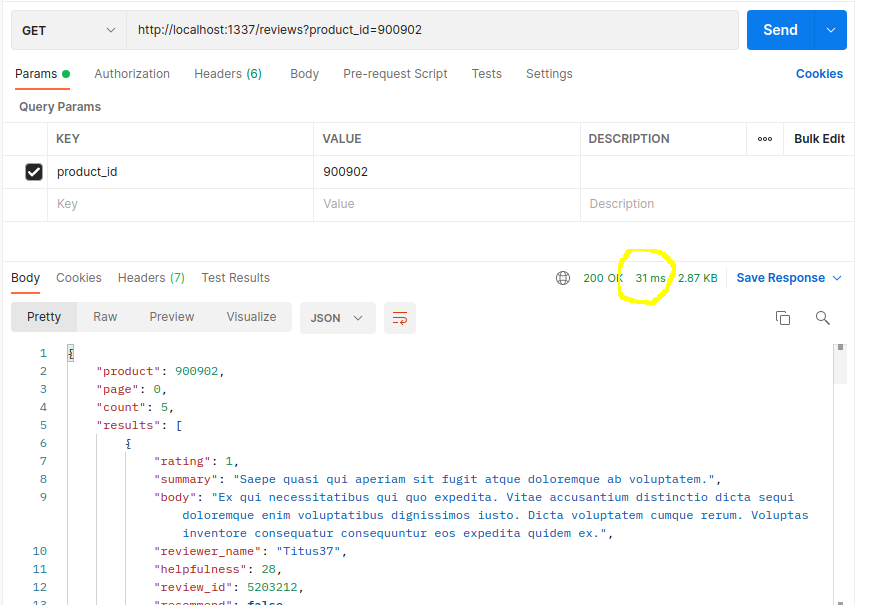 GET http://localhost:1337/reviews?product_id=900902 Send
Params Authorization Headers (6) Body Pre-request Script Tests Settings Cookies
Query Params
KEY VALUE DESCRIPTION ooo Bulk Edit
product_id 900902
Key Value Description
Body Cookies Headers (7) Test Results 200 OK 31 ms 2.87 KB Save Response
Pretty Raw Preview Visualize JSON
1 {
2 "product": 900902,
3 "page": 0,
4 "count": 5,
5 "results": [
6 {
7 "rating": 1,
8 "summary": "Saepe quasi qui aperiam sit fugit atque doloremque ab voluptatem.",
9 "body": "Ex qui necessitatibus qui quo expedita. Vitae accusantium distinctio dicta sequi
doloremque enim voluptatibus dignissimos iusto. Dicta voluptatem cumque rerum. Voluptas
inventore consequatur consequuntur eos expedita quidem ex.",
10 "reviewer_name": "Titus37",
11 "helpfulness": 28,
12 "review_id": 5203212,
13 "recommend": false,